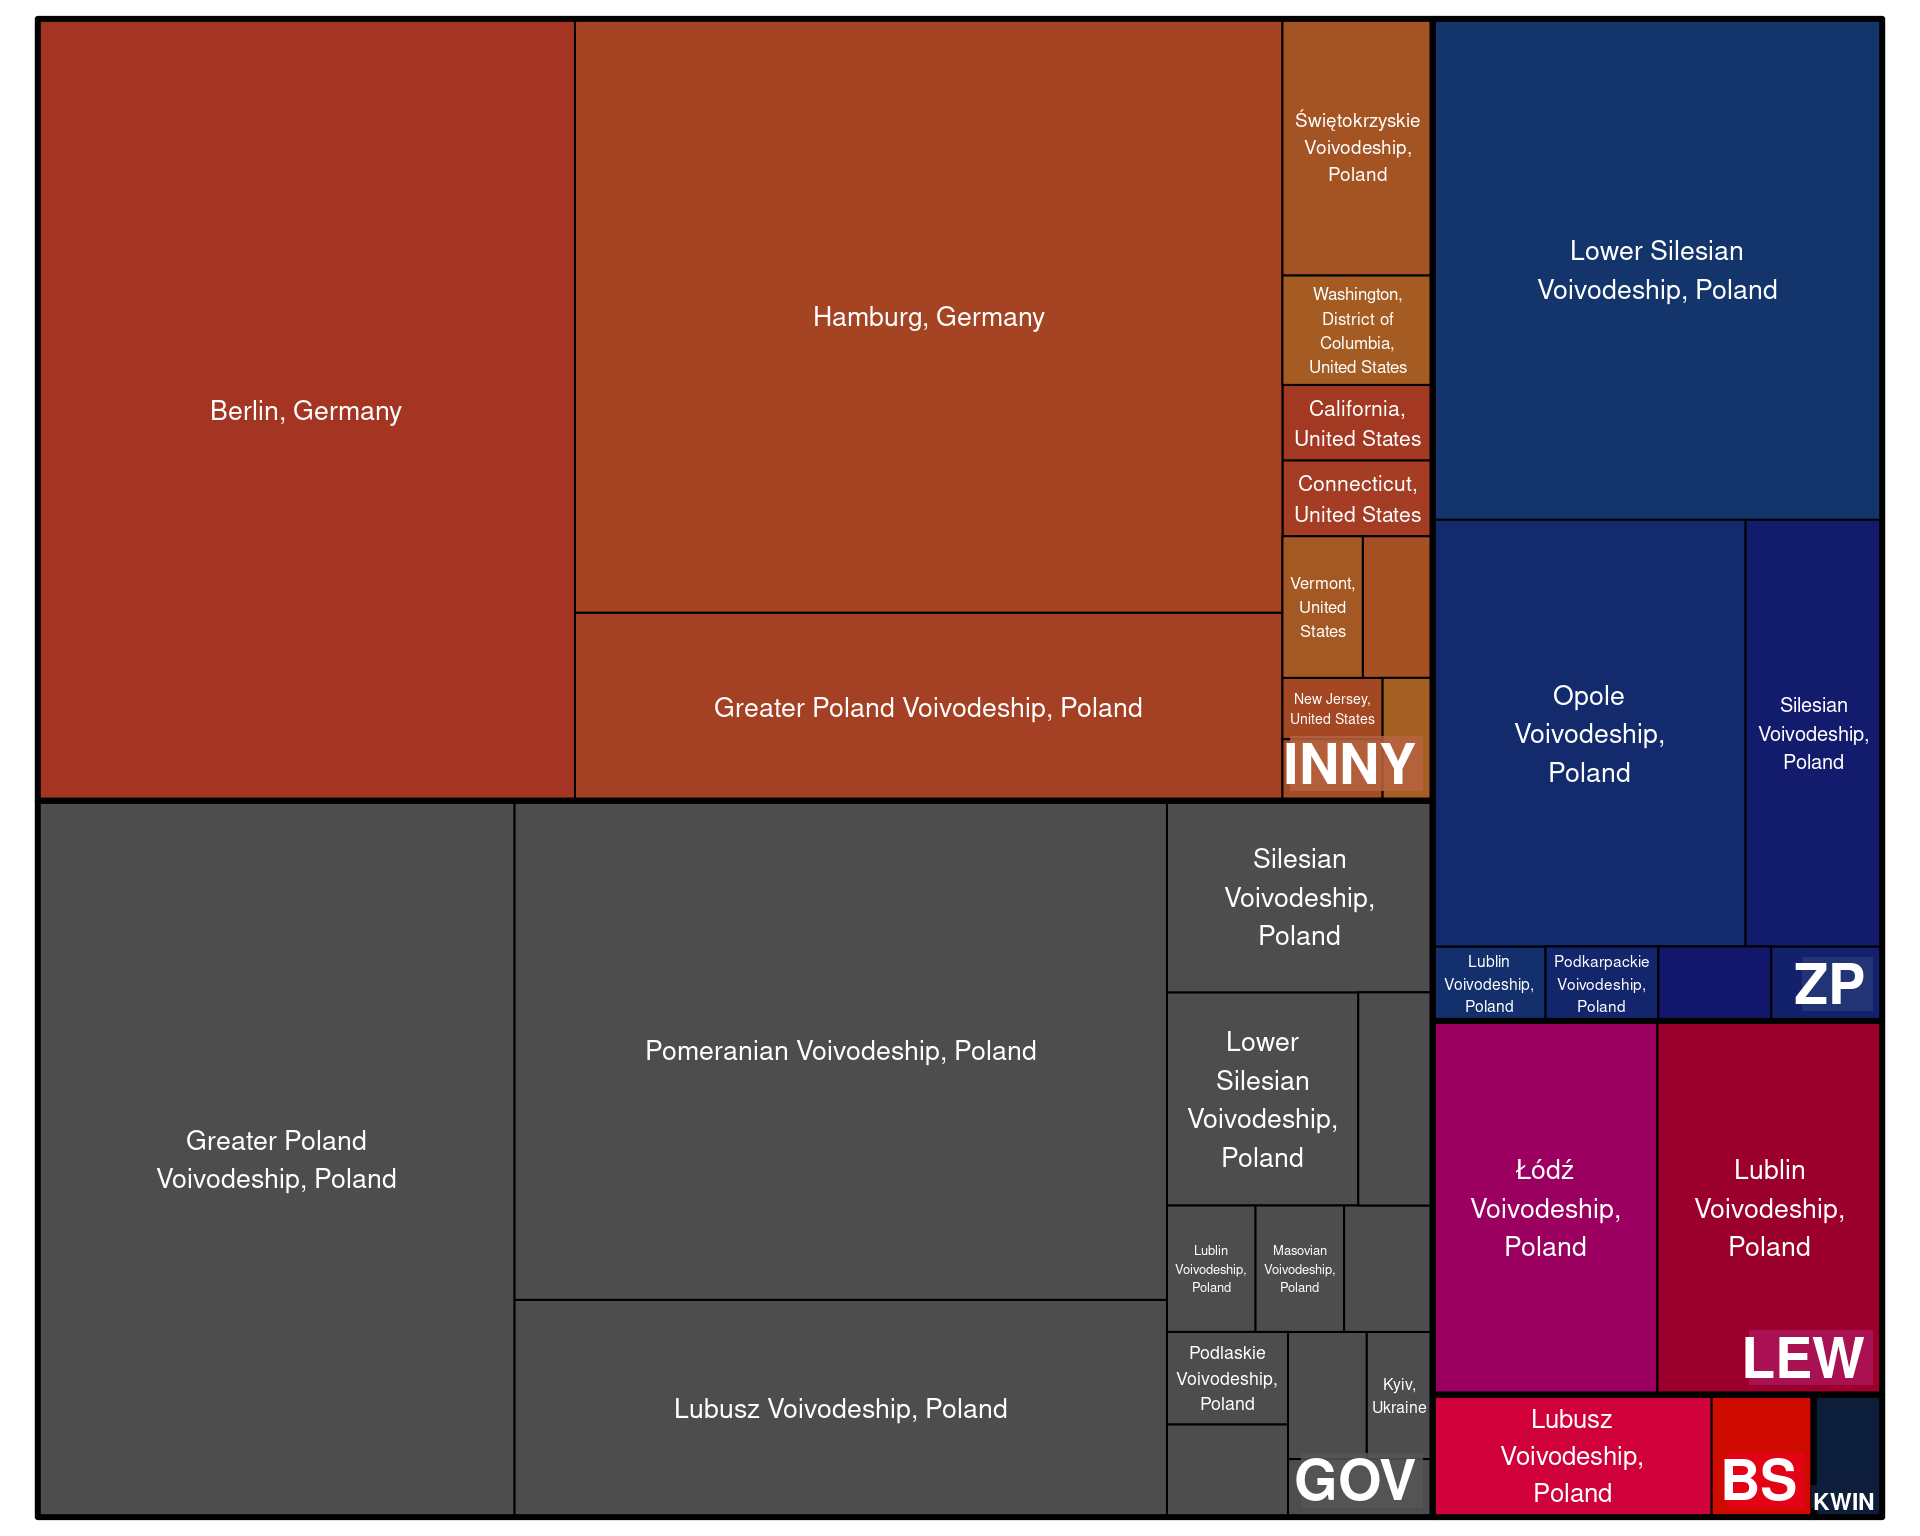 Berlin, Germany
Hamburg, Germany
Greater Poland Voivodeship, Poland
Świętokrzyskie
Voivodeship,
Poland
Washington,
District of
Columbia,
United States
California,
United States
Connecticut,
United States
Vermont,
United
States
New Jersey,
United States
INNY
Greater Poland
Voivodeship, Poland
Pomeranian Voivodeship, Poland
Lubusz Voivodeship, Poland
Silesian
Voivodeship,
Poland
Lower
Silesian
Voivodeship,
Poland
Lublin
Voivodeship,
Poland
Masovian
Voivodeship,
Poland
Podlaskie
Voivodeship,
Poland
Kyiv,
Ukraine
GOV
Lower Silesian
Voivodeship, Poland
Opole
Voivodeship,
Poland
Silesian
Voivodeship,
Poland
Lublin
Voivodeship,
Poland
Podkarpackie
Voivodeship,
Poland
ZP
Łódź
Voivodeship,
Poland
Lublin
Voivodeship,
Poland
LEW
Lubusz
Voivodeship,
Poland
BS
KWIN